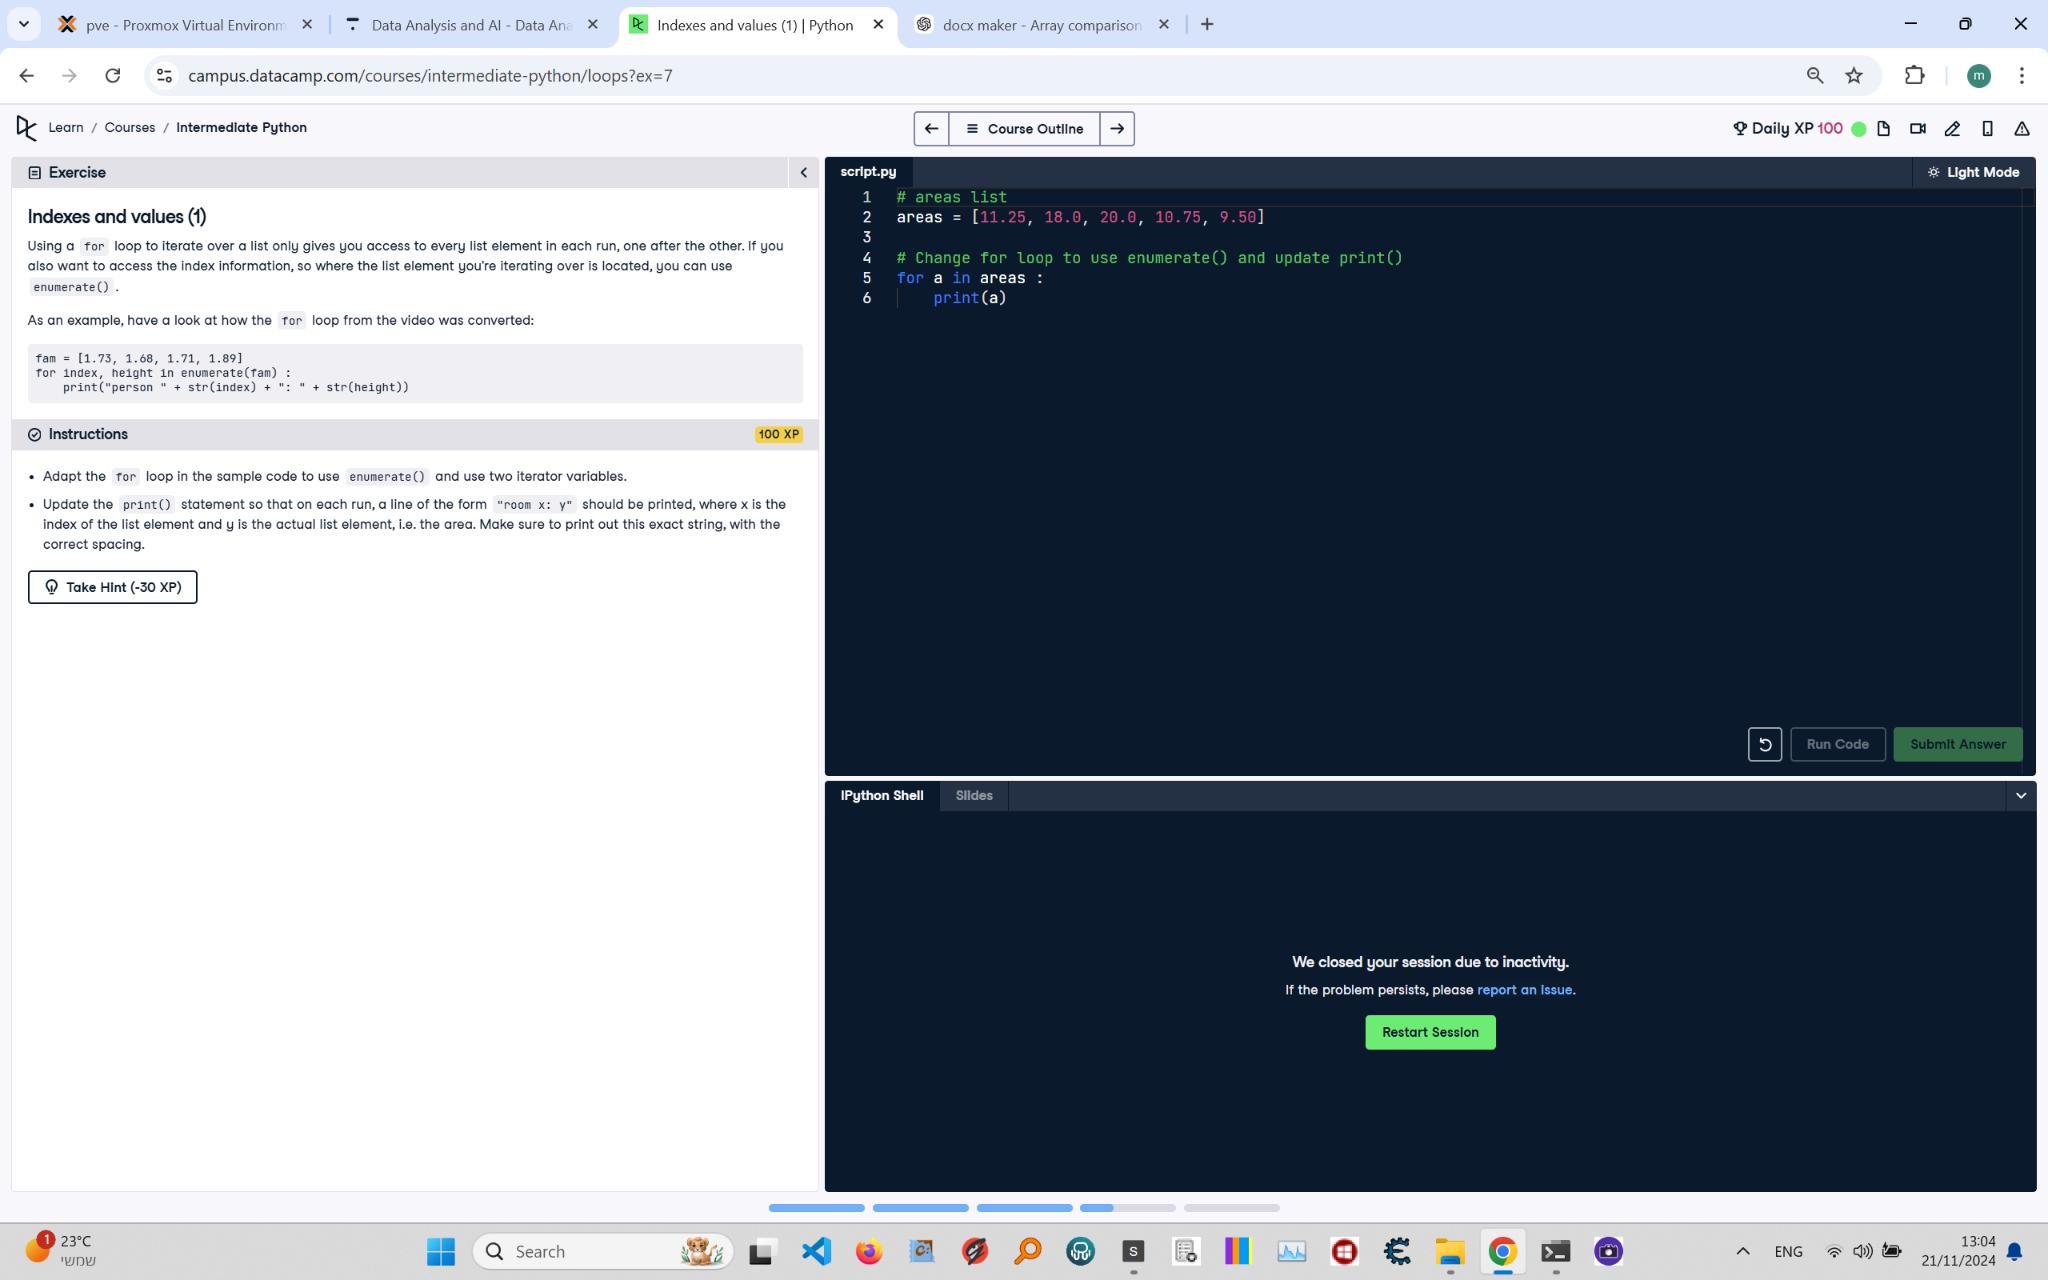 pve - Proxmox Virtual Environm
Data Analysis and AI - Data Ana
Indexes and values (1) | Python
docx maker - Array comparison
campus.datacamp.com/courses/intermediate-python/loops?ex=7
m
Learn / Courses / Intermediate Python
Course Outline
Daily XP 100
Exercise
Indexes and values (1)
Using a for loop to iterate over a list only gives you access to every list element in each run, one after the other. If you
also want to access the index information, so where the list element you're iterating over is located, you can use
enumerate().
As an example, have a look at how the for loop from the video was converted:
fam = [1.73, 1.68, 1.71, 1.89]
for index, height in enumerate(fam) :
    print("person " + str(index) + ": " + str(height))
Instructions
100 XP
• Adapt the for loop in the sample code to use enumerate() and use two iterator variables.
• Update the print() statement so that on each run, a line of the form "room x: y" should be printed, where x is the
index of the list element and y is the actual list element, i.e. the area. Make sure to print out this exact string, with the
correct spacing.
Take Hint (-30 XP)
script.py
Light Mode
1 # areas list
2 areas = [11.25, 18.0, 20.0, 10.75, 9.50]
3
4 # Change for loop to use enumerate() and update print()
5 for a in areas :
6     print(a)
Run Code
Submit Answer
IPython Shell
Slides
We closed your session due to inactivity.
If the problem persists, please report an issue.
Restart Session
1
23°C
שמשי
Search
S
ENG
13:04
21/11/2024